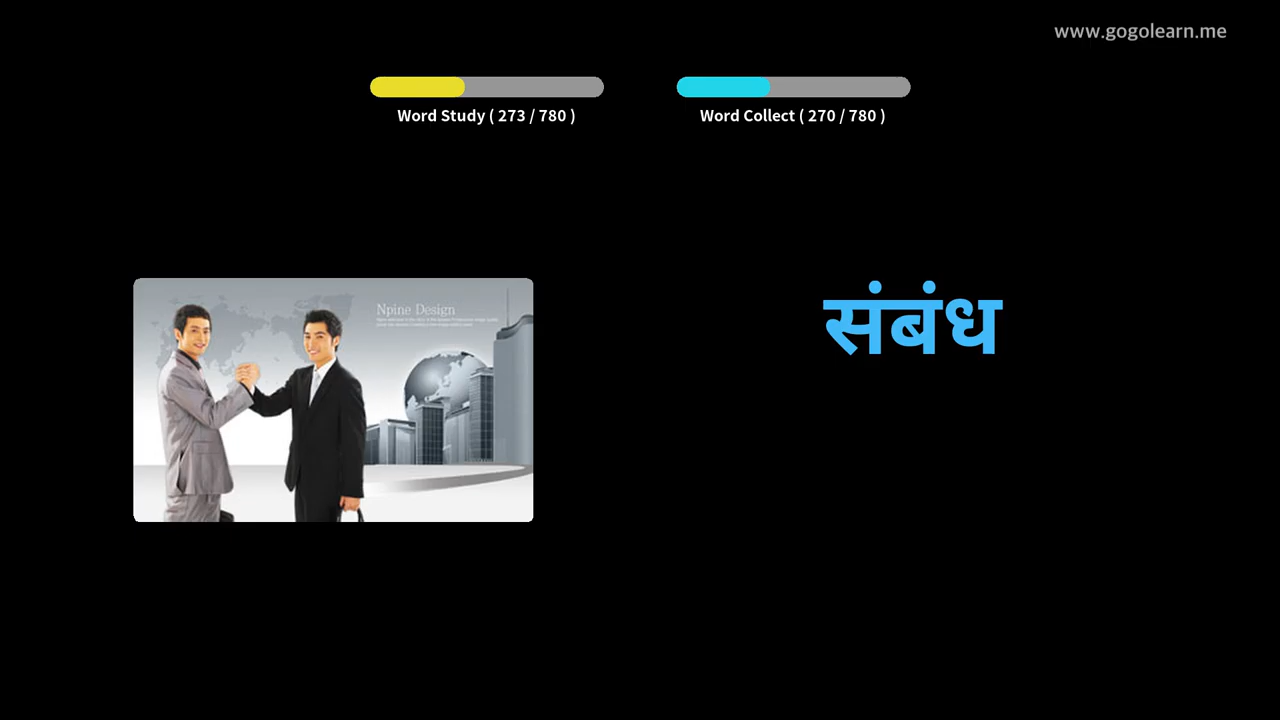 www.gogolearn.me
Word Study ( 273 / 780 )
Word Collect ( 270 / 780 )
Npine Design
संबंध